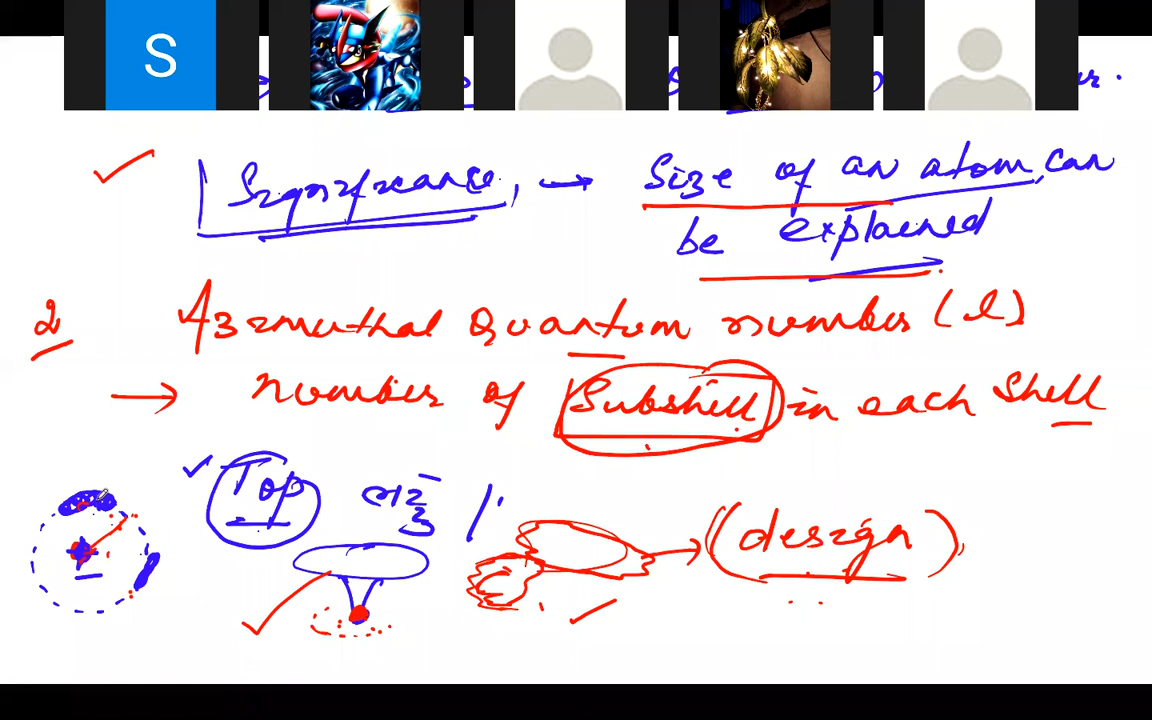 S
Significance, → Size of an atom, can
be explained
2 Azimuthal Quantum number (l)
→ number of Subshell in each Shell
Top
(design)